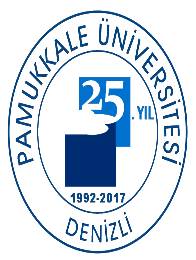 PAMUKKALE ÜNİVERSİTESİ
25
.YIL
1992-2017
DENİZLİ